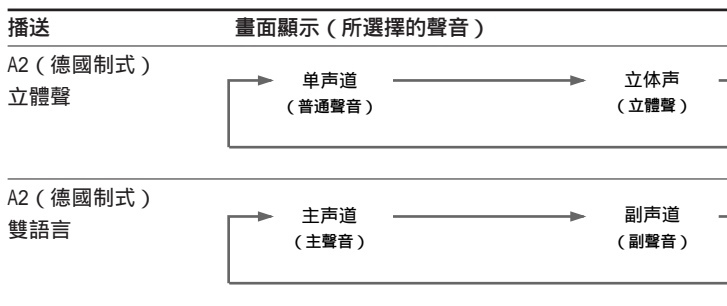 播送 畫面顯示（所選擇的聲音）
A2（德國制式）
立體聲
单声道 立体声
（普通聲音） （立體聲）
A2（德國制式）
雙語言
主声道 副声道
（主聲音） （副聲音）